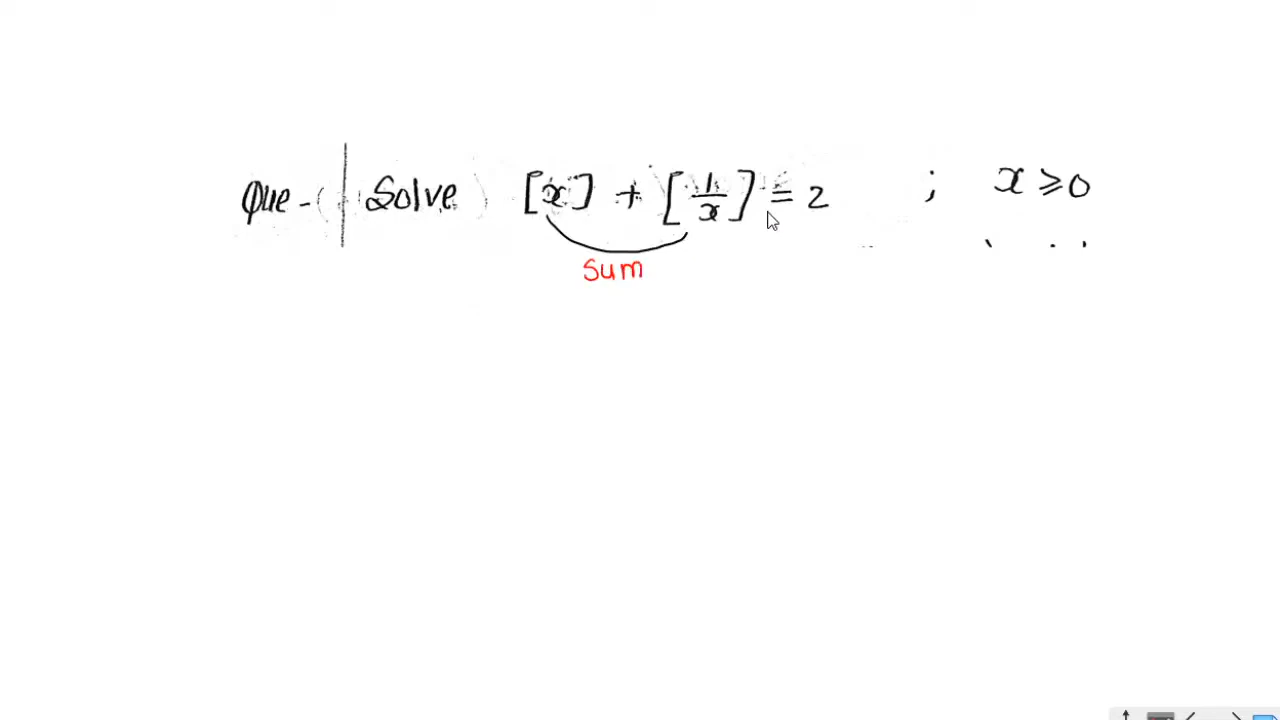 Que - | Solve [x] + [1/x] = 2 ; x ≥ 0
Sum